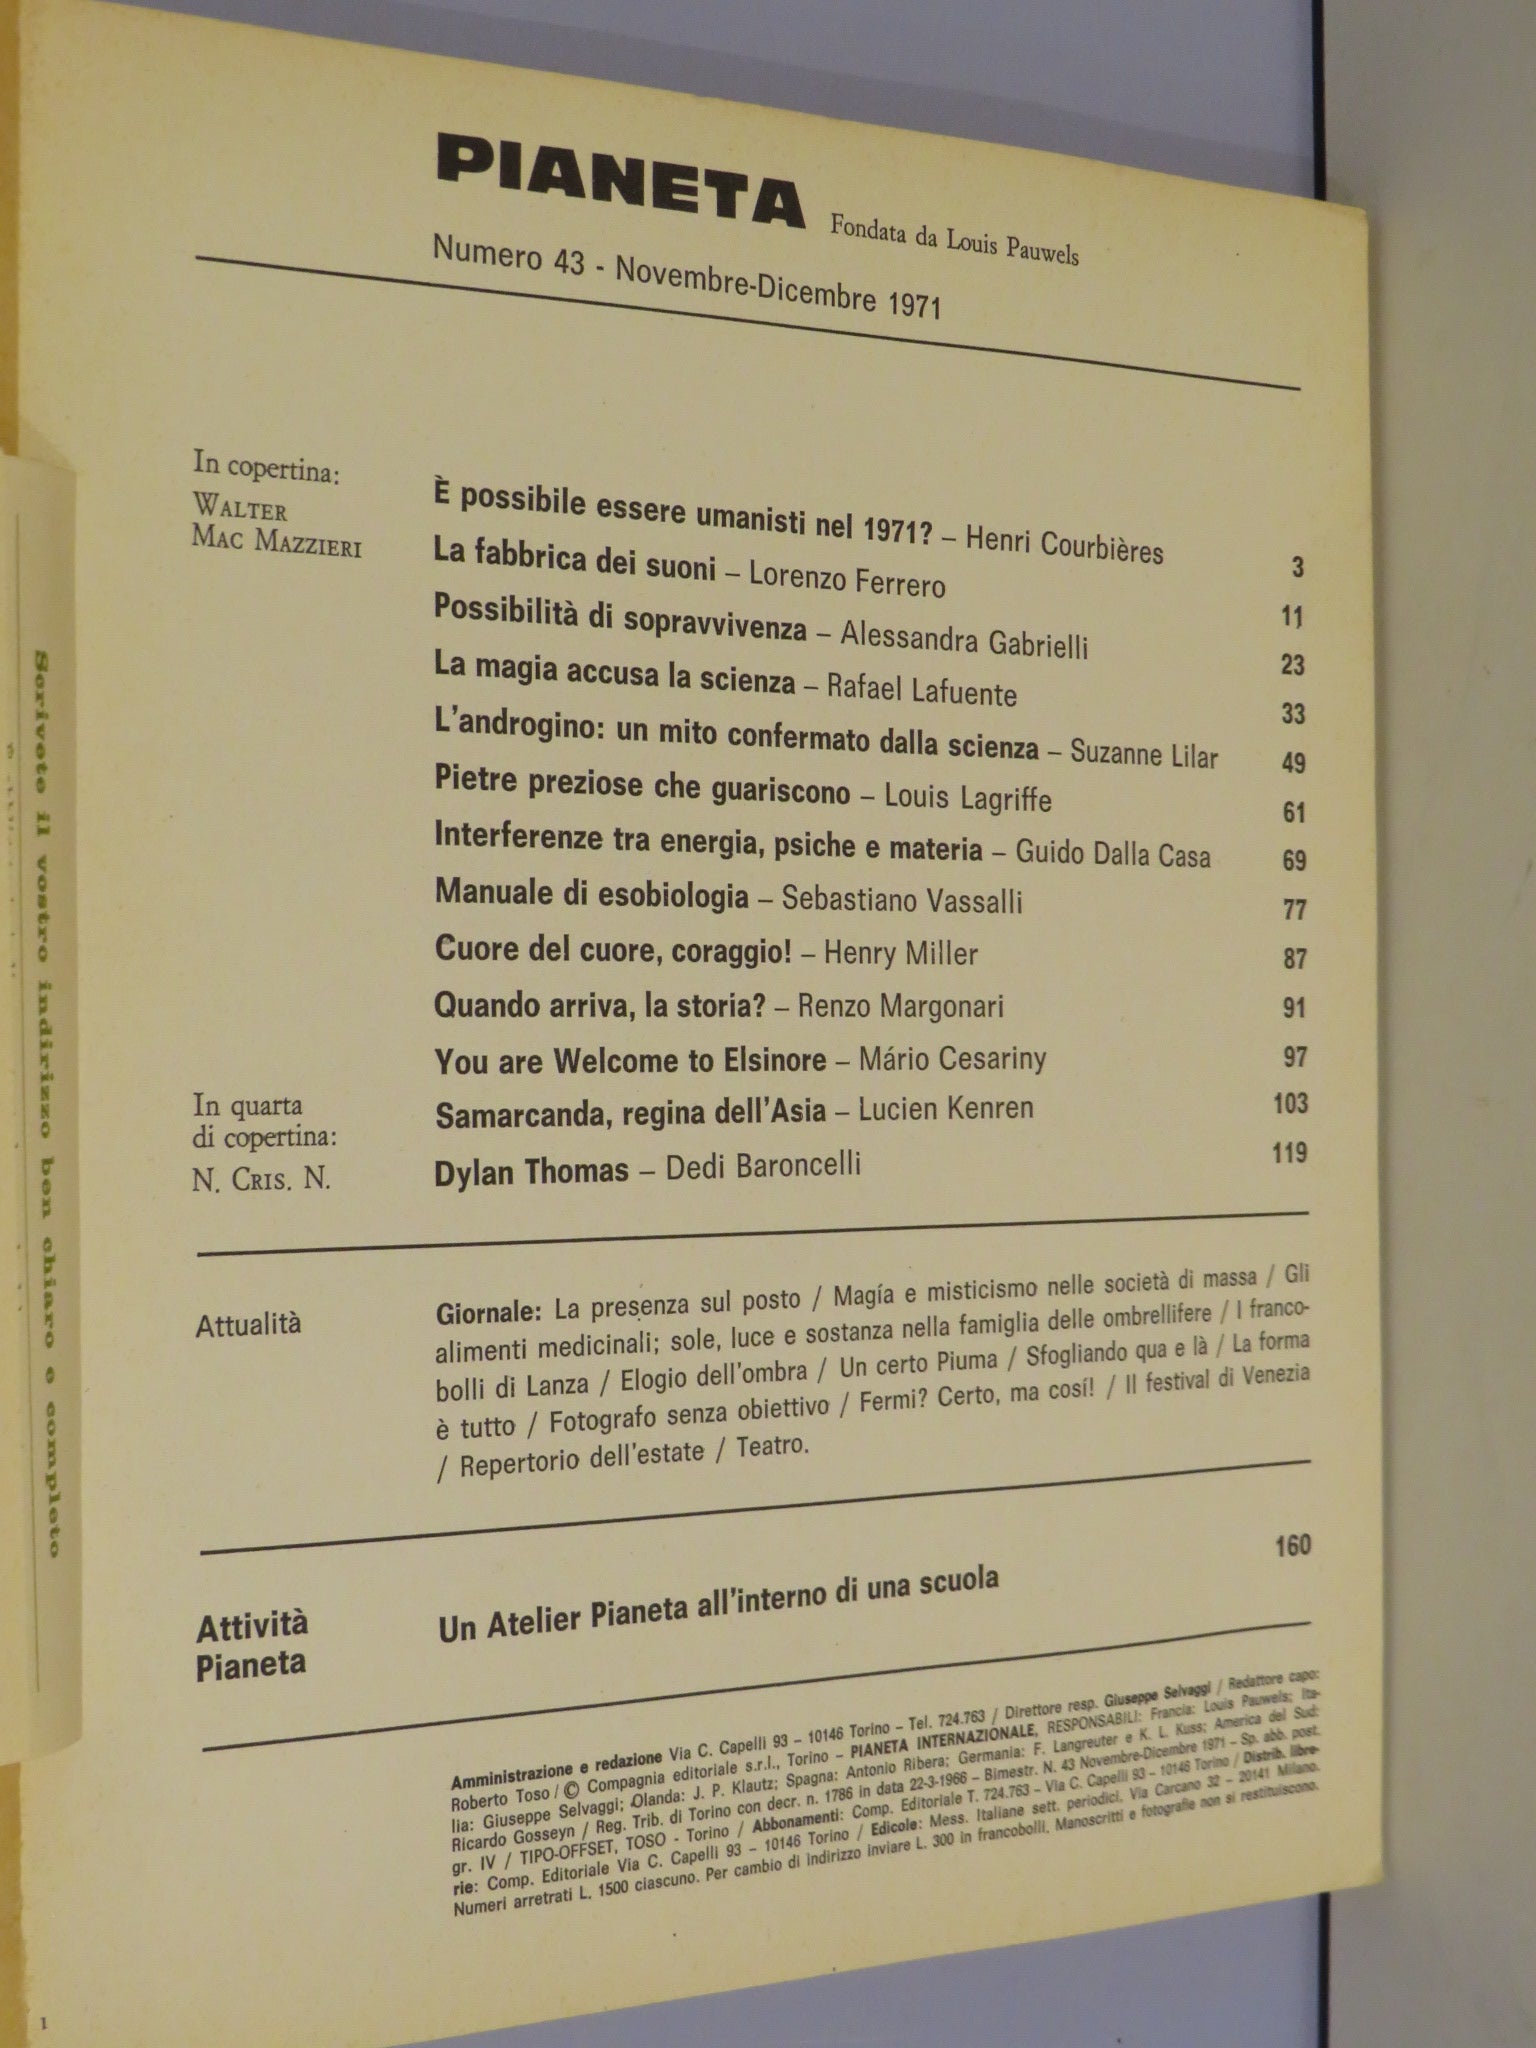 PIANETA Fondata da Louis Pauwels
Numero 43 - Novembre-Dicembre 1971
In copertina:
WALTER
MAC MAZZIERI
È possibile essere umanisti nel 1971? – Henri Courbières 3
La fabbrica dei suoni – Lorenzo Ferrero 11
Possibilità di sopravvivenza – Alessandra Gabrielli 23
La magia accusa la scienza – Rafael Lafuente 33
L'androgino: un mito confermato dalla scienza – Suzanne Lilar 49
Pietre preziose che guariscono – Louis Lagriffe 61
Interferenze tra energia, psiche e materia – Guido Dalla Casa 69
Manuale di esobiologia – Sebastiano Vassalli 77
Cuore del cuore, coraggio! – Henry Miller 87
Quando arriva, la storia? – Renzo Margonari 91
You are Welcome to Elsinore – Mário Cesariny 97
Samarcanda, regina dell'Asia – Lucien Kenren 103
Dylan Thomas – Dedi Baroncelli 119
In quarta
di copertina:
N. CRIS. N.
Attualità
Giornale: La presenza sul posto / Magía e misticismo nelle società di massa / Gli
alimenti medicinali; sole, luce e sostanza nella famiglia delle ombrellifere / I franco-
bolli di Lanza / Elogio dell'ombra / Un certo Piuma / Sfogliando qua e là / La forma
è tutto / Fotografo senza obiettivo / Fermi? Certo, ma cosí! / Il festival di Venezia
/ Repertorio dell'estate / Teatro.
Attività
Pianeta
Un Atelier Pianeta all'interno di una scuola 160
Amministrazione e redazione Via C. Capelli 93 – 10146 Torino – Tel. 724.763 / Direttore resp. Giuseppe Selvaggi / Redattore capo:
Roberto Toso / © Compagnia editoriale s.r.l., Torino – PIANETA INTERNAZIONALE, RESPONSABILI: Francia: Louis Pauwels; Ita-
lia: Giuseppe Selvaggi; Olanda: J. P. Klautz; Spagna: Antonio Ribera; Germania: F. Langreuter e K. L. Kuss; America del Sud:
Ricardo Gosseyn / Reg. Trib. di Torino con decr. n. 1786 in data 22-3-1966 – Bimestr. N. 43 Novembre-Dicembre 1971 – Sp. abb. post.
gr. IV / TIPO-OFFSET, TOSO - Torino / Abbonamenti: Comp. Editoriale T. 724.763 – Via C. Capelli 93 – 10146 Torino / Distrib. libre-
rie: Comp. Editoriale Via C. Capelli 93 – 10146 Torino / Edicole: Mess. Italiane sett. periodici, Via Carcano 32 – 20141 Milano.
Numeri arretrati L. 1500 ciascuno. Per cambio di indirizzo inviare L. 300 in francobolli. Manoscritti e fotografie non si restituiscono.
1
Scrivete il vostro indirizzo ben chiaro e completo